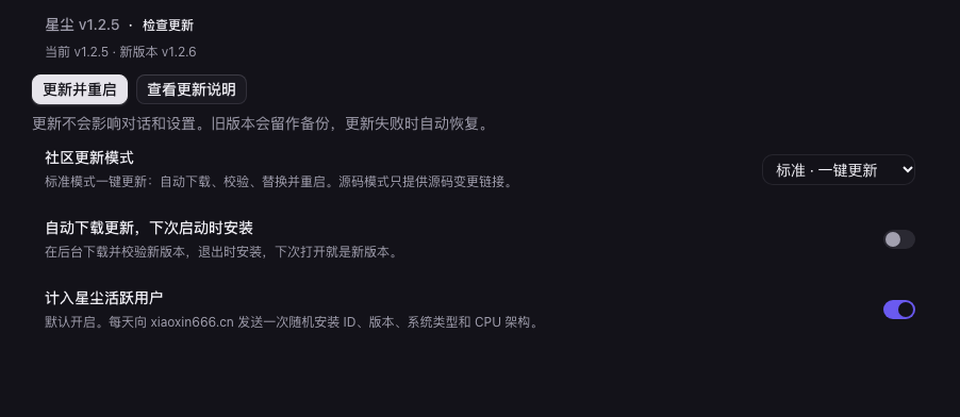 星尘 v1.2.5 · 检查更新
当前 v1.2.5 · 新版本 v1.2.6
更新并重启 查看更新说明
更新不会影响对话和设置。旧版本会留作备份，更新失败时自动恢复。
社区更新模式
标准模式一键更新：自动下载、校验、替换并重启。源码模式只提供源码变更链接。
标准 · 一键更新
自动下载更新，下次启动时安装
在后台下载并校验新版本，退出时安装，下次打开就是新版本。
计入星尘活跃用户
默认开启。每天向 xiaoxin666.cn 发送一次随机安装 ID、版本、系统类型和 CPU 架构。